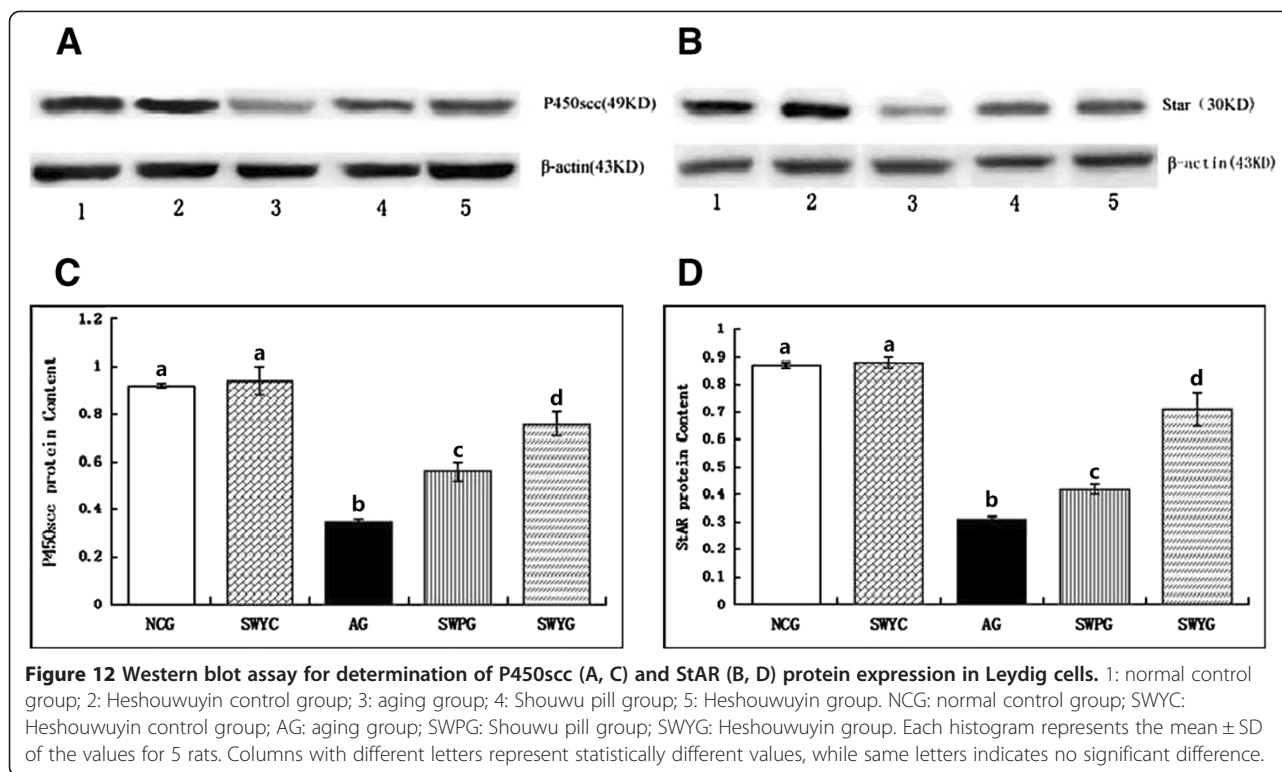 A
B
P450scc(49KD)
Star (30KD)
β-actin(43KD)
β-actin(43KD)
1 2 3 4 5
1 2 3 4 5
C
D
P450scc protein Content
1.2
1
0.8
0.6
0.4
0.2
0
a a b c d
NCG SWYC AG SWPG SWYG
StAR protein Content
1
0.9
0.8
0.7
0.6
0.5
0.4
0.3
0.2
0.1
0
a a b c d
NCG SWYC AG SWPG SWYG
Figure 12 Western blot assay for determination of P450scc (A, C) and StAR (B, D) protein expression in Leydig cells. 1: normal control
group; 2: Heshouwuyin control group; 3: aging group; 4: Shouwu pill group; 5: Heshouwuyin group. NCG: normal control group; SWYC:
Heshouwuyin control group; AG: aging group; SWPG: Shouwu pill group; SWYG: Heshouwuyin group. Each histogram represents the mean ± SD
of the values for 5 rats. Columns with different letters represent statistically different values, while same letters indicates no significant difference.